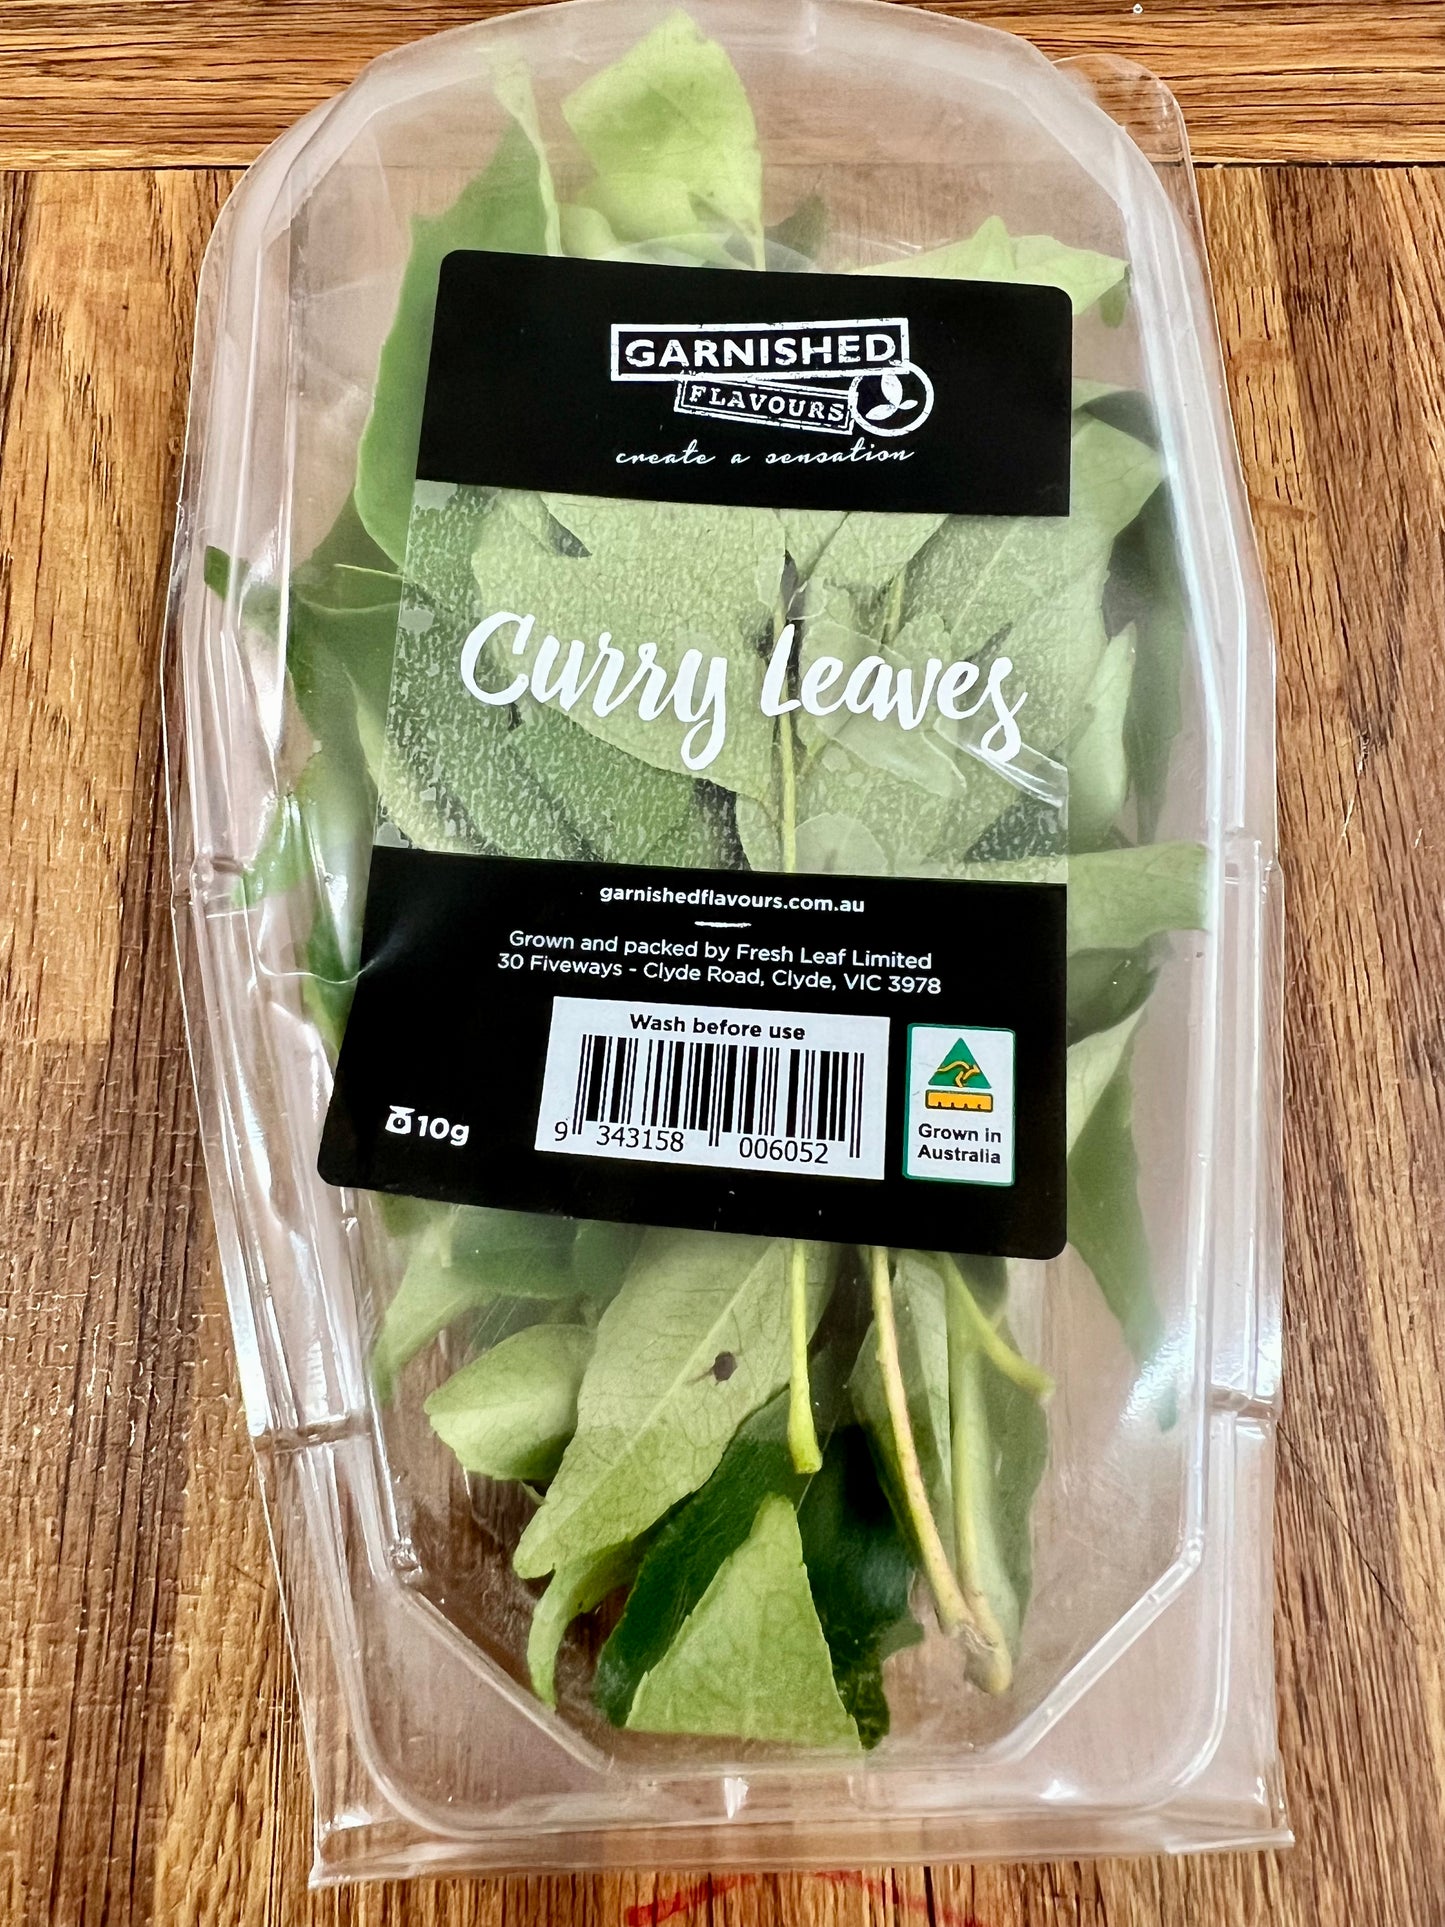 GARNISHED
FLAVOURS
create a sensation
Curry Leaves
garnishedflavours.com.au
Grown and packed by Fresh Leaf Limited
30 Fiveways - Clyde Road, Clyde, VIC 3978
Wash before use
9 343158 006052
10g
Grown in
Australia